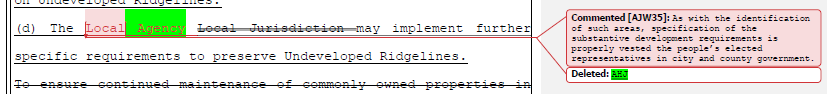 on Undeveloped Ridgelines.
(d) The Local Agency Local Jurisdiction may implement further
specific requirements to preserve Undeveloped Ridgelines.
To ensure continued maintenance of commonly owned properties in
Commented [AJW35]: As with the identification
of such areas, specification of the
substantive development requirements is
properly vested the people's elected
representatives in city and county government.
Deleted: AHJ